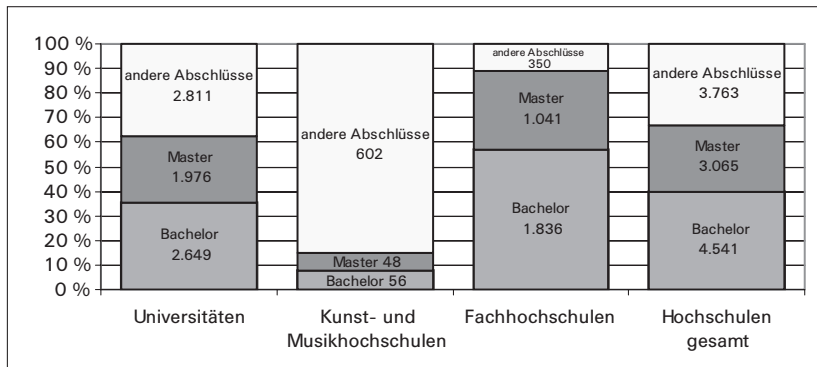 100 %
90 %
80 %
70 %
60 %
50 %
40 %
30 %
20 %
10 %
0 %
andere Abschlüsse
2.811
Master
1.976
Bachelor
2.649
andere Abschlüsse
602
Master 48
Bachelor 56
andere Abschlüsse
350
Master
1.041
Bachelor
1.836
andere Abschlüsse
3.763
Master
3.065
Bachelor
4.541
Universitäten
Kunst- und
Musikhochschulen
Fachhochschulen
Hochschulen
gesamt